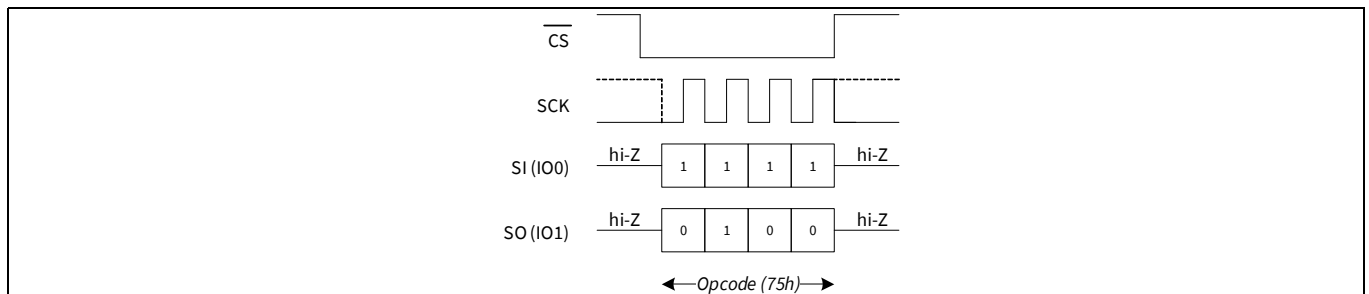 CS
SCK
hi-Z hi-Z
SI (IO0) 1 1 1 1
hi-Z hi-Z
SO (IO1) 0 1 0 0
Opcode (75h)